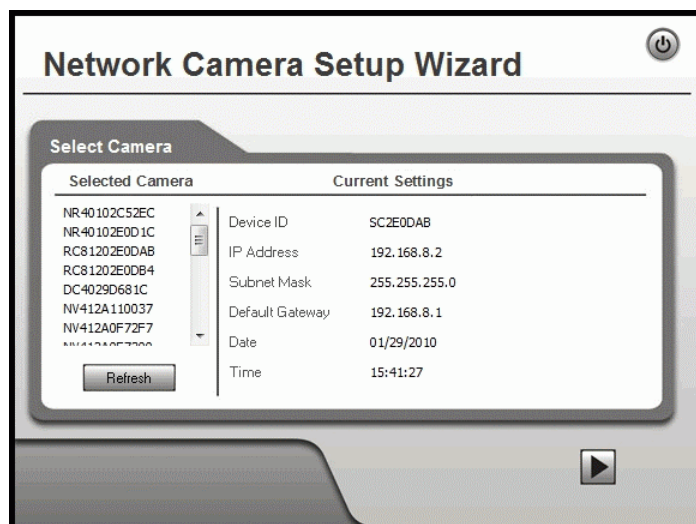 Network Camera Setup Wizard
Select Camera
Selected Camera
Current Settings
NR40102C52EC
NR40102E0D1C
RC81202E0DAB
RC81202E0DB4
DC4029D681C
NV412A110037
NV412A0F72F7
Refresh
Device ID SC2E0DAB
IP Address 192.168.8.2
Subnet Mask 255.255.255.0
Default Gateway 192.168.8.1
Date 01/29/2010
Time 15:41:27